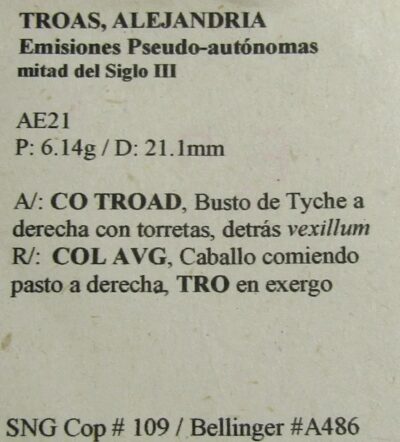 TROAS, ALEJANDRIA
Emisiones Pseudo-autónomas
mitad del Siglo III
AE21
P: 6.14g / D: 21.1mm
A/: CO TROAD, Busto de Tyche a
derecha con torretas, detrás vexillum
R/: COL AVG, Caballo comiendo
pasto a derecha, TRO en exergo
SNG Cop # 109 / Bellinger #A486